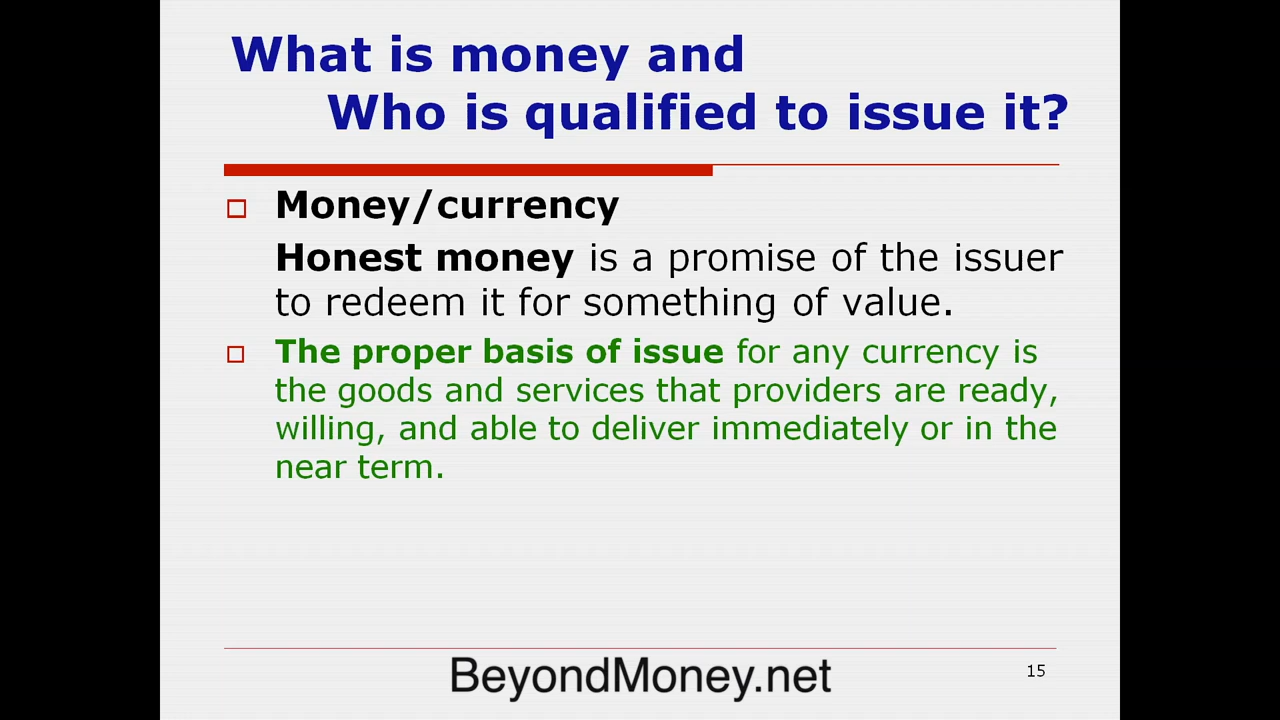 What is money and
Who is qualified to issue it?
Money/currency
Honest money is a promise of the issuer
to redeem it for something of value.
The proper basis of issue for any currency is
the goods and services that providers are ready,
willing, and able to deliver immediately or in the
near term.
BeyondMoney.net
15